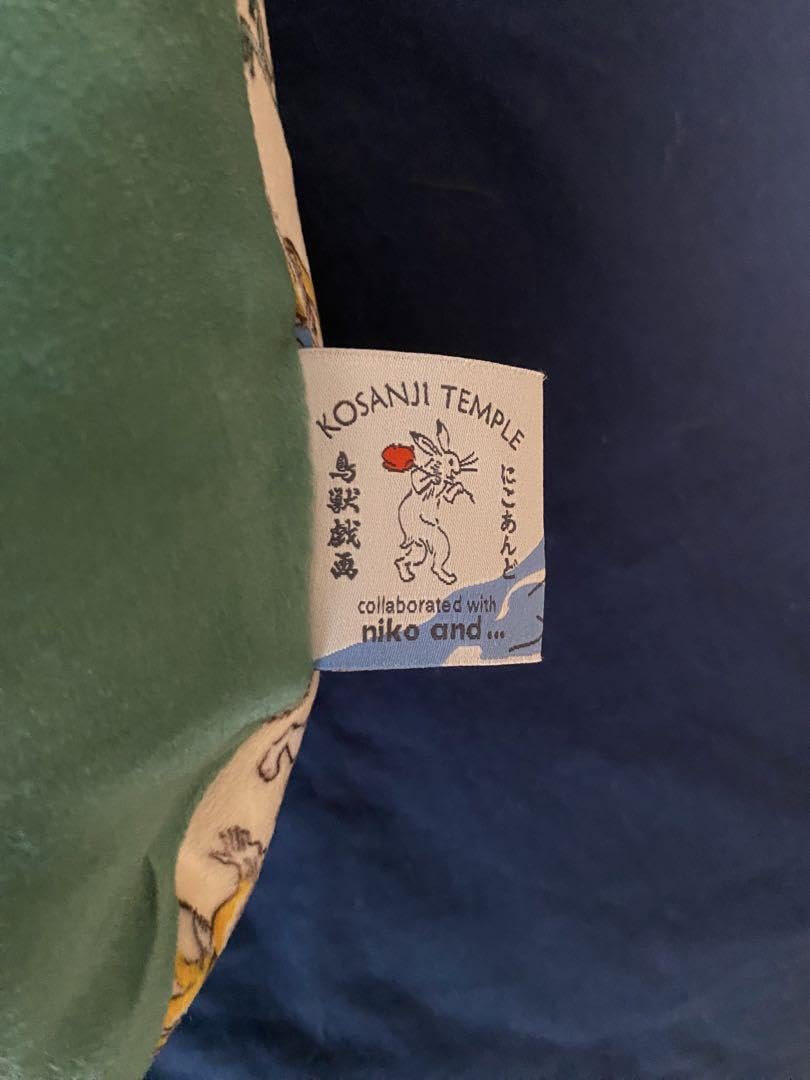 KOSANJI TEMPLE
鳥獣戯画
にこあんど
collaborated with
niko and ...